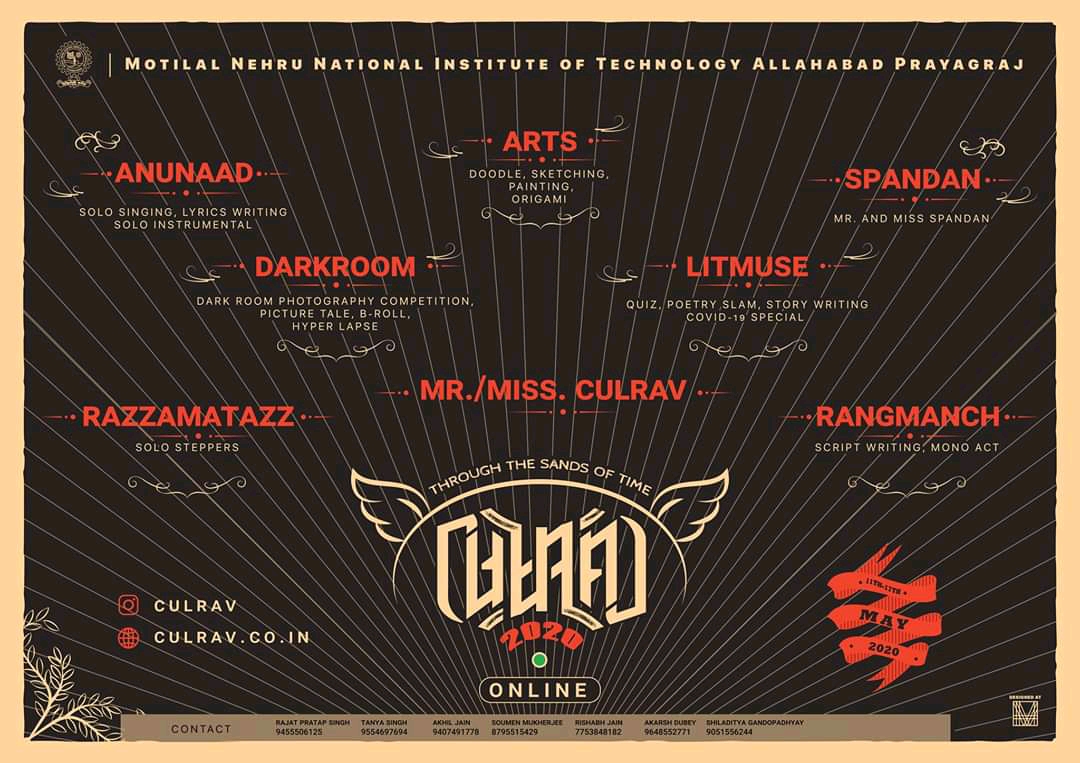 MOTILAL NEHRU NATIONAL INSTITUTE OF TECHNOLOGY ALLAHABAD PRAYAGRAJ
ARTS
DOODLE, SKETCHING,
PAINTING,
ORIGAMI
ANUNAAD
SOLO SINGING, LYRICS WRITING
SOLO INSTRUMENTAL
SPANDAN
MR. AND MISS SPANDAN
DARKROOM
DARK ROOM PHOTOGRAPHY COMPETITION,
PICTURE TALE, B-ROLL,
HYPER LAPSE
LITMUSE
QUIZ, POETRY SLAM, STORY WRITING
COVID-19 SPECIAL
MR./MISS. CULRAV
RAZZAMATAZZ
SOLO STEPPERS
RANGMANCH
SCRIPT WRITING, MONO ACT
THROUGH THE SANDS OF TIME
2020
ONLINE
CULRAV
CULRAV.CO.IN
11TH-17TH
MAY
2020
DESIGNED AT
CONTACT
RAJAT PRATAP SINGH
9455506125
TANYA SINGH
9554697694
AKHIL JAIN
9407491778
SOUMEN MUKHERJEE
8795515429
RISHABH JAIN
7753848182
AKARSH DUBEY
9648552771
SHILADITYA GANDOPADHYAY
9051556244